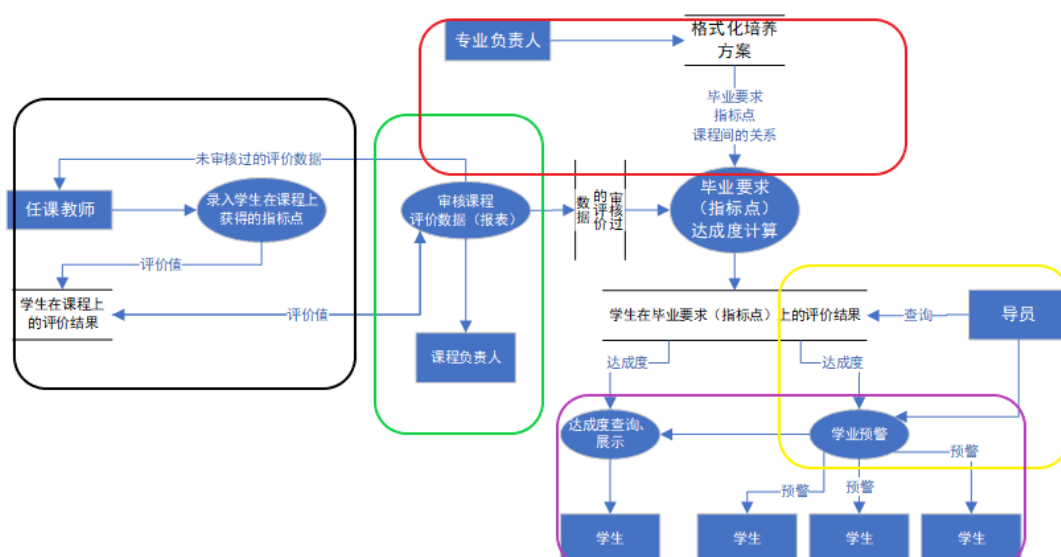 专业负责人
格式化培养
方案
毕业要求
指标点
课程间的关系
未审核过的评价数据
任课教师
录入学生在课程上
获得的指标点
审核课程
评价数据（报表）
审核过
的评价
数据
毕业要求
（指标点）
达成度计算
评价值
学生在课程上
的评价结果
评价值
学生在毕业要求（指标点）上的评价结果
查询
导员
课程负责人
达成度
达成度
达成度查询、
展示
学业预警
预警
预警
预警
学生
学生
学生
学生